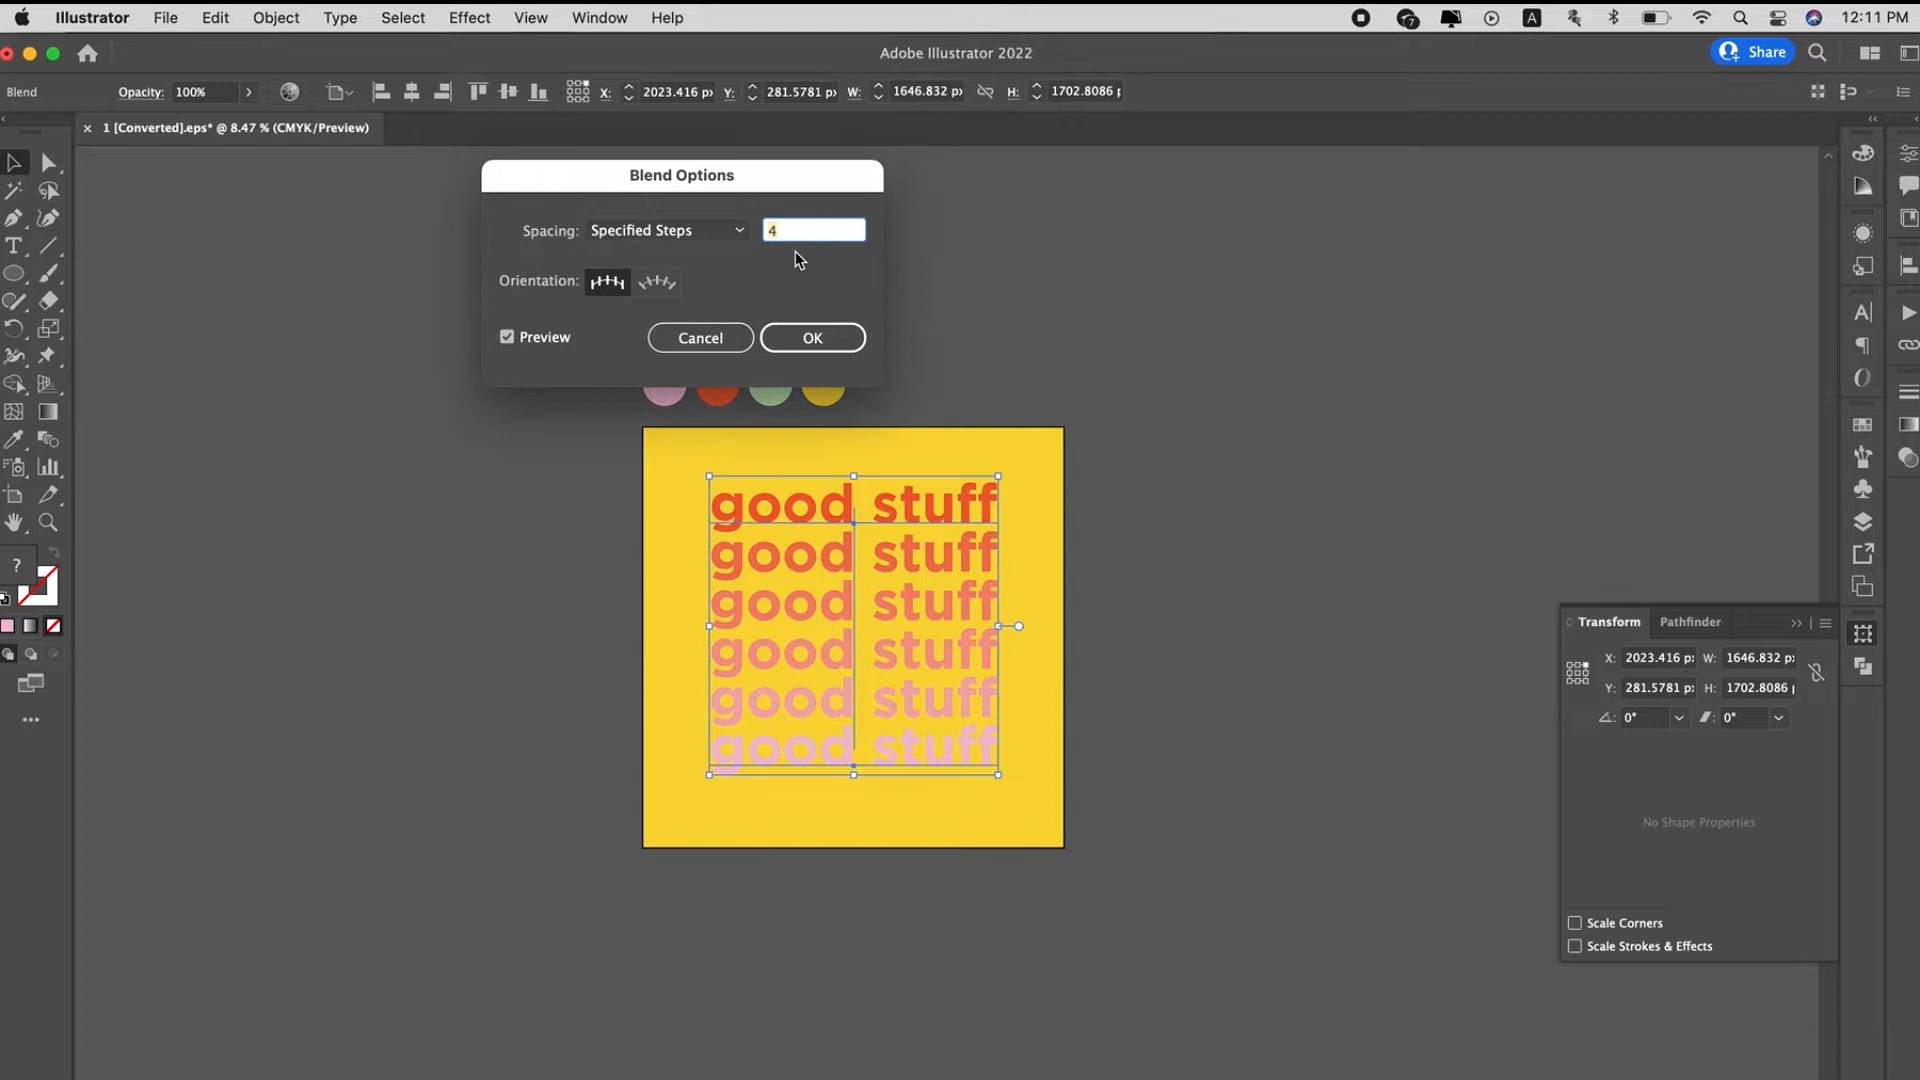 Illustrator File Edit Object Type Select Effect View Window Help 7 A 12:11 PM
Adobe Illustrator 2022 Share
Blend Opacity: 100% X: 2023.416 p Y: 281.5781 p W: 1646.832 p H: 1702.8086
× 1 [Converted].eps* @ 8.47 % (CMYK/Preview)
Blend Options
Spacing: Specified Steps 4
Orientation:
Preview Cancel OK
good stuff
good stuff
good stuff
good stuff
good stuff
good stuff
?
Transform Pathfinder
X: 2023.416 p W: 1646.832 p
Y: 281.5781 p H: 1702.8086
0° 0°
No Shape Properties
Scale Corners
Scale Strokes & Effects